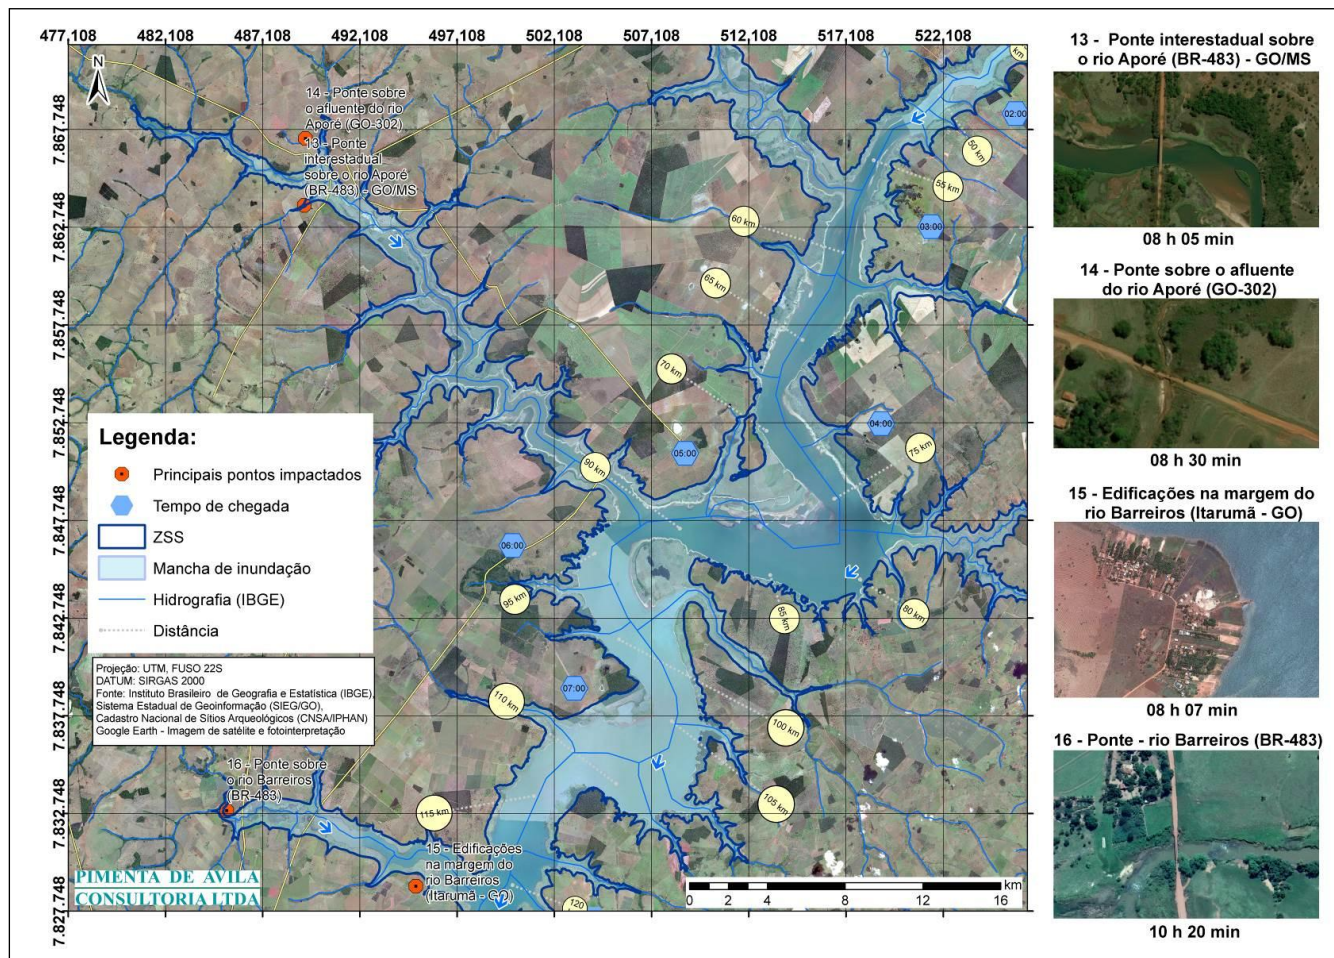 477,108 482,108 487,108 492,108 497,108 502,108 507,108 512,108 517,108 522,108
7.867.748
7.862.748
7.857.748
7.852.748
7.847.748
7.842.748
7.837.748
7.832.748
7.827.748
N
14 - Ponte sobre
o afluente do rio
Aporé (GO-302)
13 - Ponte
interestadual
sobre o rio Aporé
(BR-483) - GO/MS
km
02:00
50 km
55 km
03:00
60 km
65 km
70 km
04:00
75 km
05:00
90 km
06:00
95 km
85 km
80 km
07:00
110 km
100 km
105 km
115 km
120
16 - Ponte sobre
o rio Barreiros
(BR-483)
15 - Edificações
na margem do
rio Barreiros
(Itarumã - GO)
Legenda:
Principais pontos impactados
Tempo de chegada
ZSS
Mancha de inundação
Hidrografia (IBGE)
Distância
Projeção: UTM, FUSO 22S
DATUM: SIRGAS 2000
Fonte: Instituto Brasileiro de Geografia e Estatística (IBGE),
Sistema Estadual de Geoinformação (SIEG/GO),
Cadastro Nacional de Sítios Arqueológicos (CNSA/IPHAN)
Google Earth - Imagem de satélite e fotointerpretação
PIMENTA DE AVILA
CONSULTORIA LTDA
km
0 2 4 8 12 16
13 - Ponte interestadual sobre
o rio Aporé (BR-483) - GO/MS
08 h 05 min
14 - Ponte sobre o afluente
do rio Aporé (GO-302)
08 h 30 min
15 - Edificações na margem do
rio Barreiros (Itarumã - GO)
08 h 07 min
16 - Ponte - rio Barreiros (BR-483)
10 h 20 min